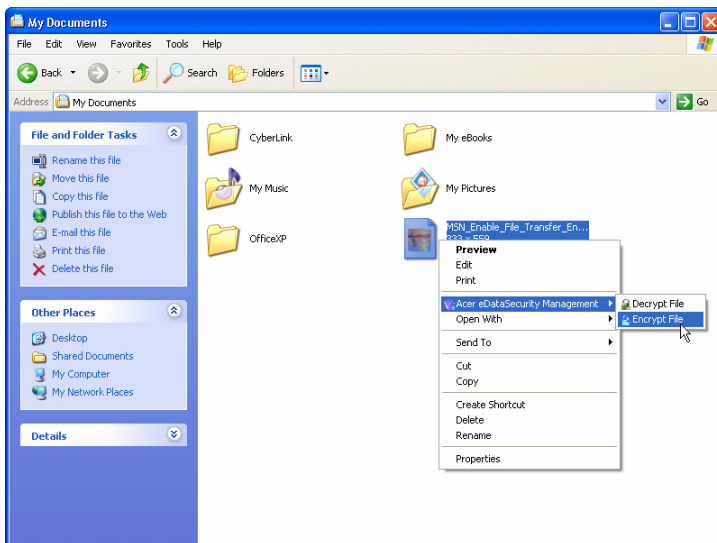 My Documents
File Edit View Favorites Tools Help
Back Search Folders
Address My Documents Go
File and Folder Tasks
Rename this file
Move this file
Copy this file
Publish this file to the Web
E-mail this file
Print this file
Delete this file
Other Places
Desktop
Shared Documents
My Computer
My Network Places
Details
CyberLink
My eBooks
My Music
My Pictures
OfficeXP
MSN_Enable_File_Transfer_En...
333 x 559
Preview
Edit
Print
Acer eDataSecurity Management
Open With
Send To
Cut
Copy
Create Shortcut
Delete
Rename
Properties
Decrypt File
Encrypt File